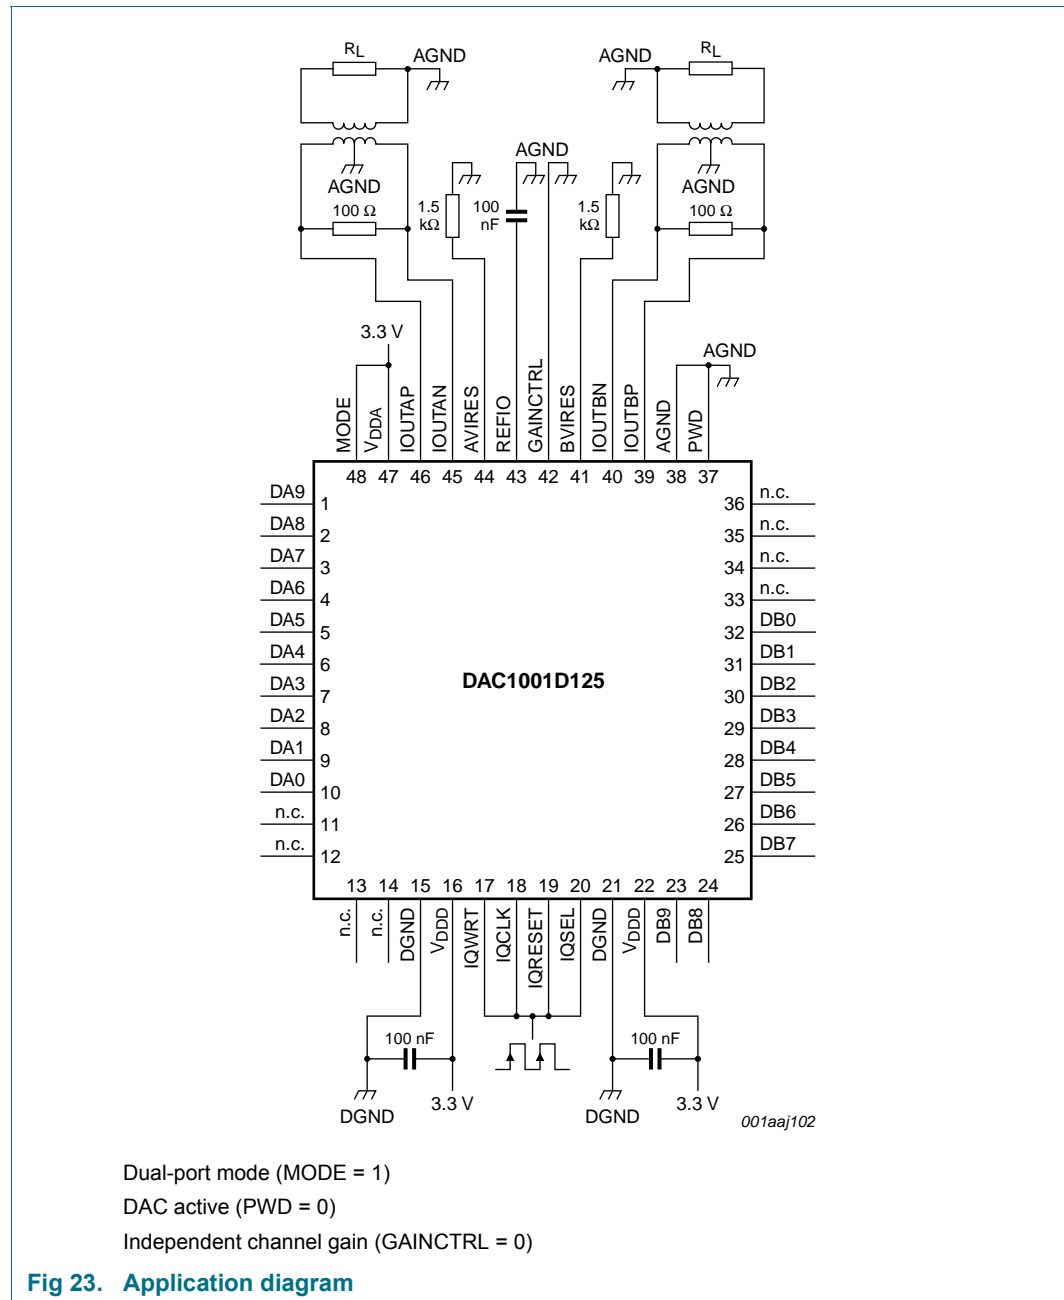 RL
AGND
AGND
RL
AGND
AGND
AGND
100 Ω
1.5
kΩ
100
nF
1.5
kΩ
100 Ω
3.3 V
AGND
MODE
VDDA
IOUTAP
IOUTAN
AVIRES
REFIO
GAINCTRL
BVIRES
IOUTBN
IOUTBP
AGND
PWD
48 47 46 45 44 43 42 41 40 39 38 37
DA9 1
DA8 2
DA7 3
DA6 4
DA5 5
DA4 6
DA3 7
DA2 8
DA1 9
DA0 10
n.c. 11
n.c. 12
DAC1001D125
36 n.c.
35 n.c.
34 n.c.
33 n.c.
32 DB0
31 DB1
30 DB2
29 DB3
28 DB4
27 DB5
26 DB6
25 DB7
13 14 15 16 17 18 19 20 21 22 23 24
n.c.
n.c.
DGND
VDDD
IQWRT
IQCLK
IQRESET
IQSEL
DGND
VDDD
DB9
DB8
100 nF
100 nF
DGND
3.3 V
DGND
3.3 V
001aaj102
Dual-port mode (MODE = 1)
DAC active (PWD = 0)
Independent channel gain (GAINCTRL = 0)
Fig 23. Application diagram